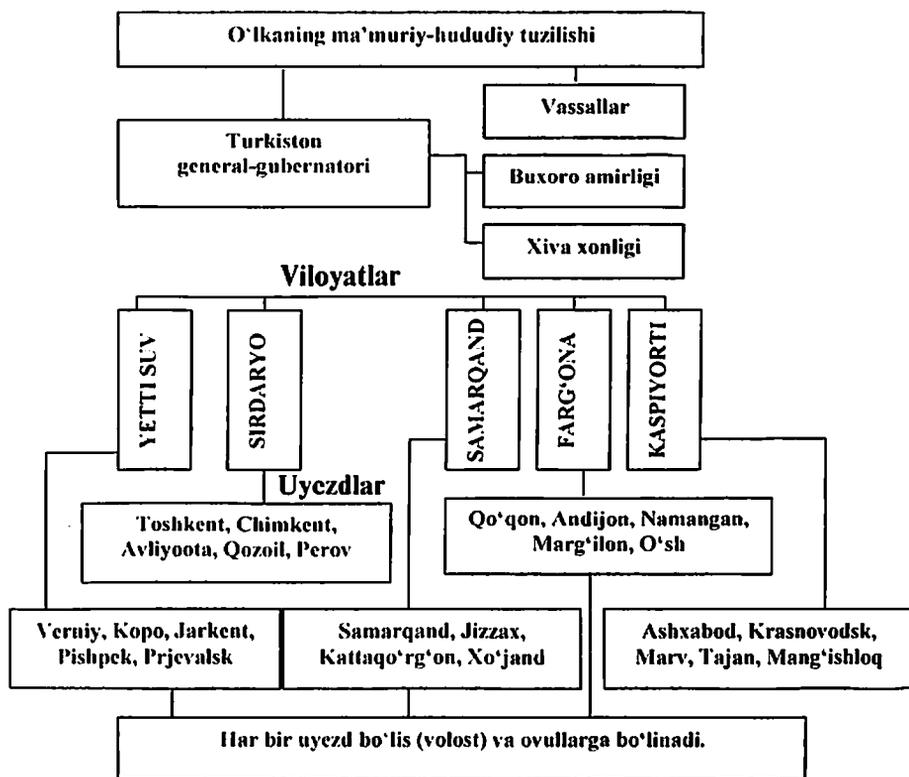 O‘lkaning ma’muriy-hududiy tuzilishi
Vassallar
Turkiston
general-gubernatori
Buxoro amirligi
Xiva xonligi
Viloyatlar
YETTI SUV
SIRDARYO
SAMARQAND
FARG‘ONA
KASPIYORTI
Uyezdlar
Toshkent, Chimkent,
Avliyoota, Qozoil, Perov
Qo‘qon, Andijon, Namangan,
Marg‘ilon, O‘sh
Verniy, Kopo, Jarkent,
Pishpek, Prjevalsk
Samarqand, Jizzax,
Kattaqo‘rg‘on, Xo‘jand
Ashxabod, Krasnovodsk,
Marv, Tajan, Mang‘ishloq
Har bir uyezd bo‘lis (volost) va ovullarga bo‘linadi.